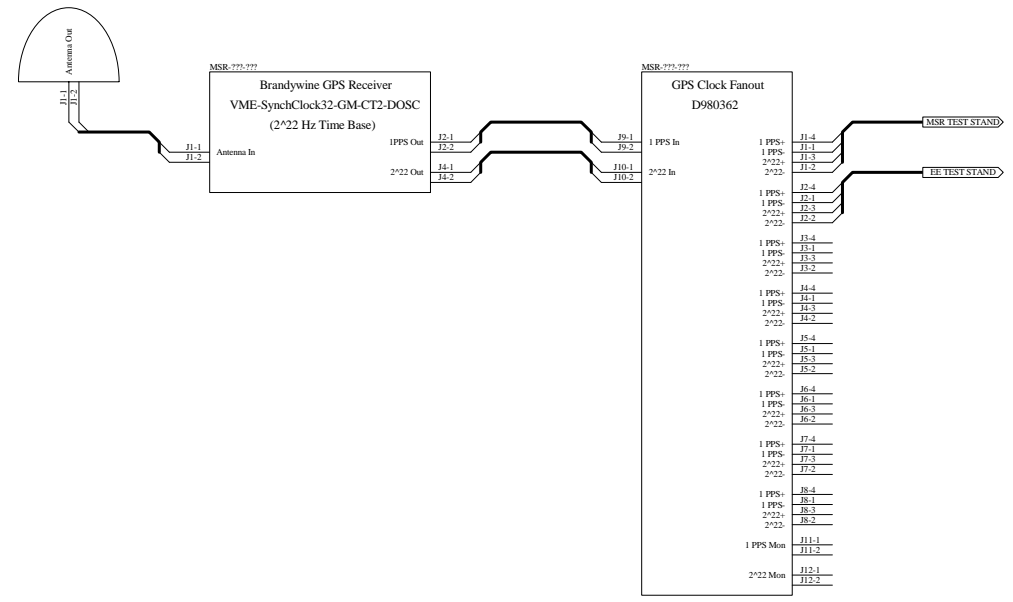 Antenna Out
J1-1
J1-2
MSR-???-???
Brandywine GPS Receiver
VME-SynchClock32-GM-CT2-DOSC
(2^22 Hz Time Base)
J1-1
J1-2
Antenna In
1PPS Out
J2-1
J2-2
2^22 Out
J4-1
J4-2
MSR-???-???
GPS Clock Fanout
D980362
J9-1
J9-2
1 PPS In
J10-1
J10-2
2^22 In
1 PPS+ J1-4
1 PPS- J1-1
2^22+ J1-3
2^22- J1-2
MSR TEST STAND
1 PPS+ J2-4
1 PPS- J2-1
2^22+ J2-3
2^22- J2-2
EE TEST STAND
1 PPS+ J3-4
1 PPS- J3-1
2^22+ J3-3
2^22- J3-2
1 PPS+ J4-4
1 PPS- J4-1
2^22+ J4-3
2^22- J4-2
1 PPS+ J5-4
1 PPS- J5-1
2^22+ J5-3
2^22- J5-2
1 PPS+ J6-4
1 PPS- J6-1
2^22+ J6-3
2^22- J6-2
1 PPS+ J7-4
1 PPS- J7-1
2^22+ J7-3
2^22- J7-2
1 PPS+ J8-4
1 PPS- J8-1
2^22+ J8-3
2^22- J8-2
1 PPS Mon J11-1
J11-2
2^22 Mon J12-1
J12-2